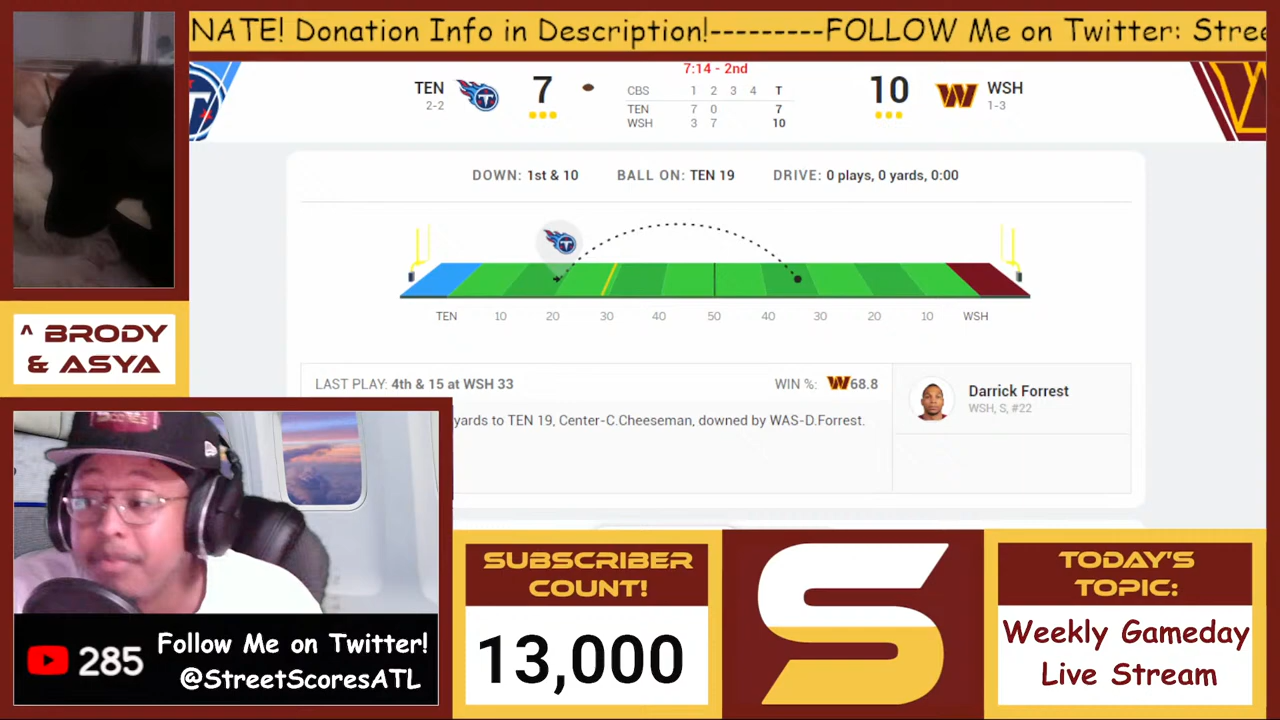 NATE! Donation Info in Description!---------FOLLOW Me on Twitter: Stree
TEN
2-2
7
7:14 - 2nd
CBS 1 2 3 4 T
TEN 7 0 7
WSH 3 7 10
10
WSH
1-3
DOWN: 1st & 10 BALL ON: TEN 19 DRIVE: 0 plays, 0 yards, 0:00
TEN 10 20 30 40 50 40 30 20 10 WSH
LAST PLAY: 4th & 15 at WSH 33
WIN %: 68.8
yards to TEN 19, Center-C.Cheeseman, downed by WAS-D.Forrest.
Darrick Forrest
WSH, S, #22
^ BRODY
& ASYA
285
Follow Me on Twitter!
@StreetScoresATL
SUBSCRIBER
COUNT!
13,000
TODAY'S
TOPIC:
Weekly Gameday
Live Stream